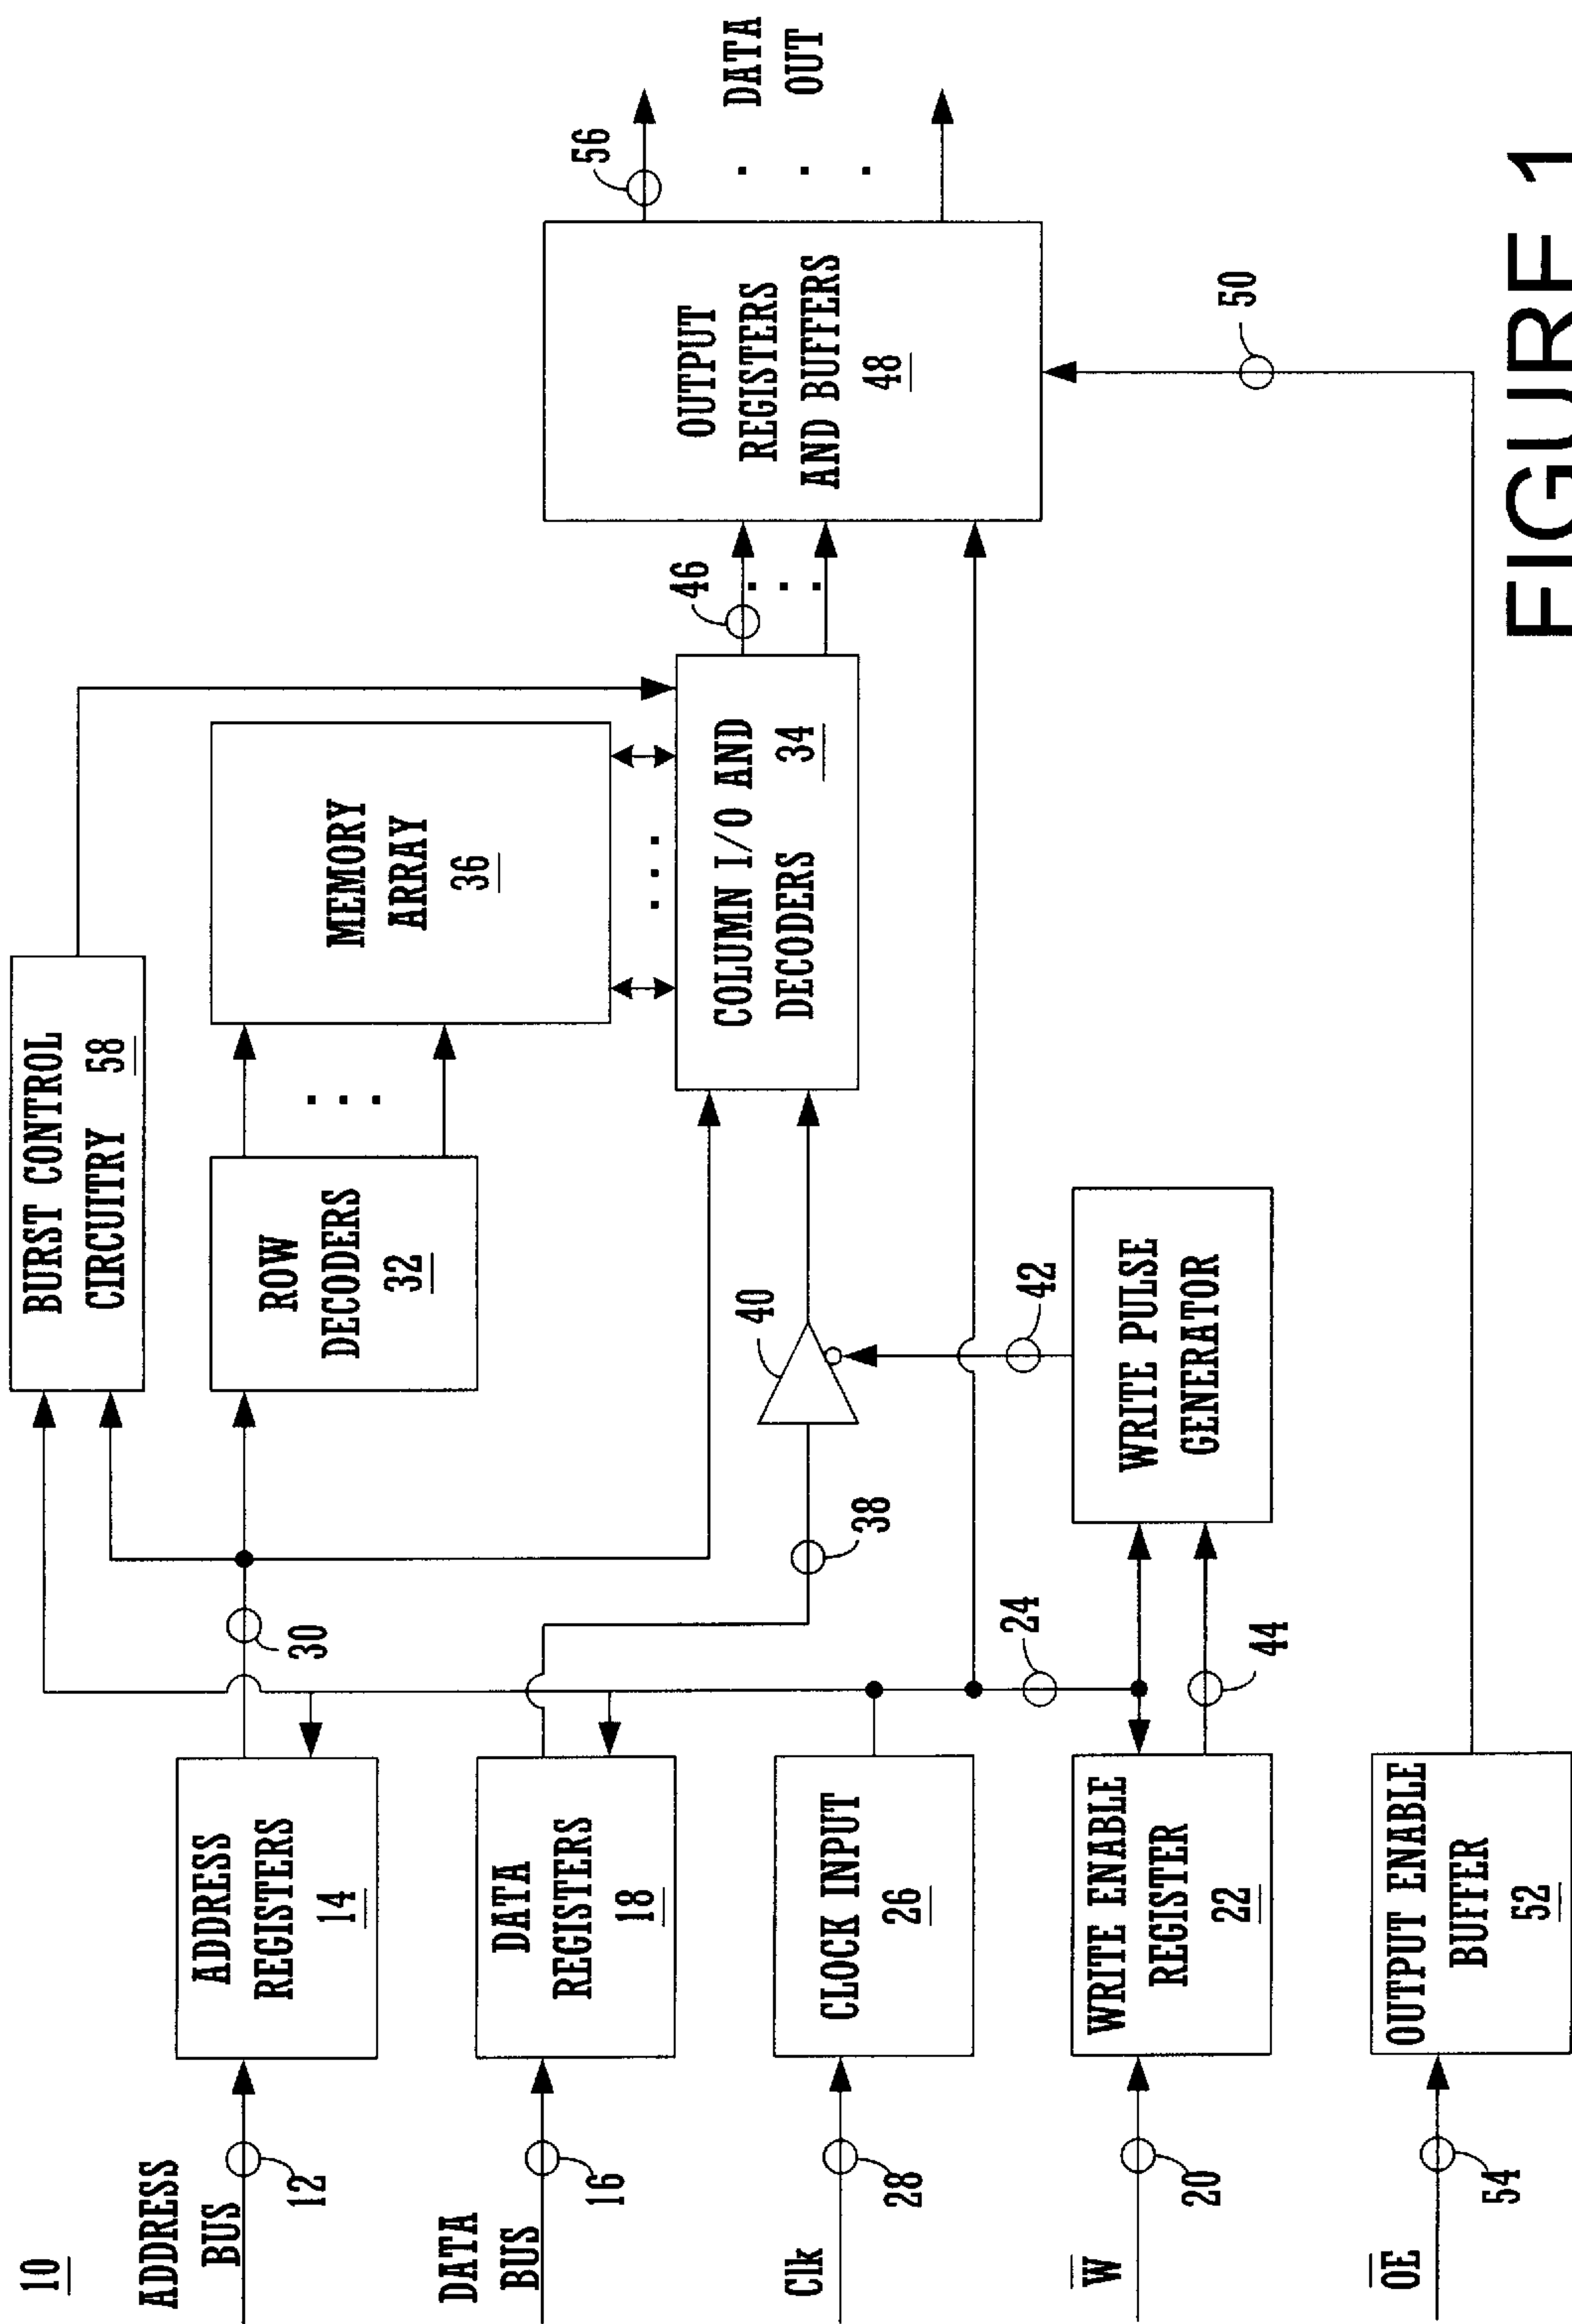 10
ADDRESS
BUS
12
ADDRESS
REGISTERS
14
30
BURST CONTROL
CIRCUITRY 58
ROW
DECODERS
32
MEMORY
ARRAY
36
DATA
BUS
16
DATA
REGISTERS
18
38
40
COLUMN I/O AND
DECODERS 34
46
OUTPUT
REGISTERS
AND BUFFERS
48
56
DATA
OUT
Clk
28
CLOCK INPUT
26
24
42
W̅
20
WRITE ENABLE
REGISTER
22
44
WRITE PULSE
GENERATOR
50
O̅E̅
54
OUTPUT ENABLE
BUFFER
52
FIGURE 1